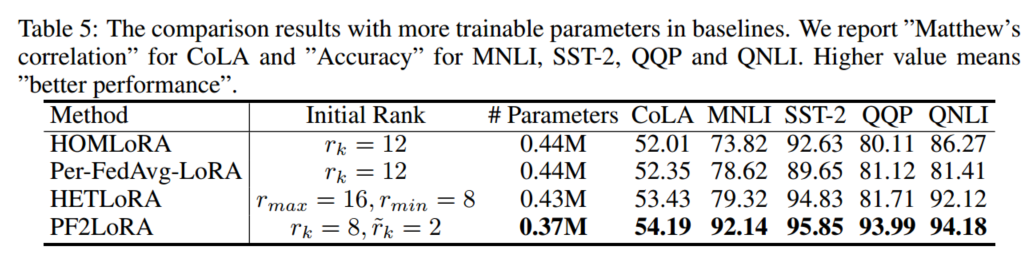 Table 5: The comparison results with more trainable parameters in baselines. We report ”Matthew’s
correlation” for CoLA and ”Accuracy” for MNLI, SST-2, QQP and QNLI. Higher value means
”better performance”.
Method Initial Rank # Parameters CoLA MNLI SST-2 QQP QNLI
HOMLoRA r_k = 12 0.44M 52.01 73.82 92.63 80.11 86.27
Per-FedAvg-LoRA r_k = 12 0.44M 52.35 78.62 89.65 81.12 81.41
HETLoRA r_max = 16, r_min = 8 0.43M 53.43 79.32 94.83 81.71 92.12
PF2LoRA r_k = 8, r̃_k = 2 0.37M 54.19 92.14 95.85 93.99 94.18